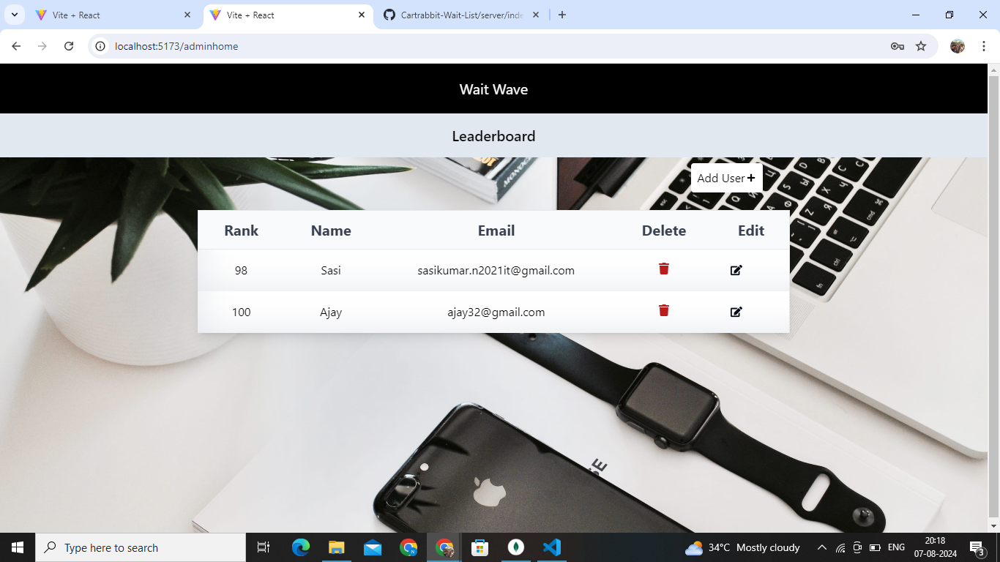 Vite + React
Vite + React
Cartrabbit-Wait-List/server/inde
localhost:5173/adminhome
Wait Wave
Leaderboard
Add User
Rank Name Email Delete Edit
98 Sasi sasikumar.n2021it@gmail.com
100 Ajay ajay32@gmail.com
Type here to search
34°C Mostly cloudy
ENG
20:18
07-08-2024
3